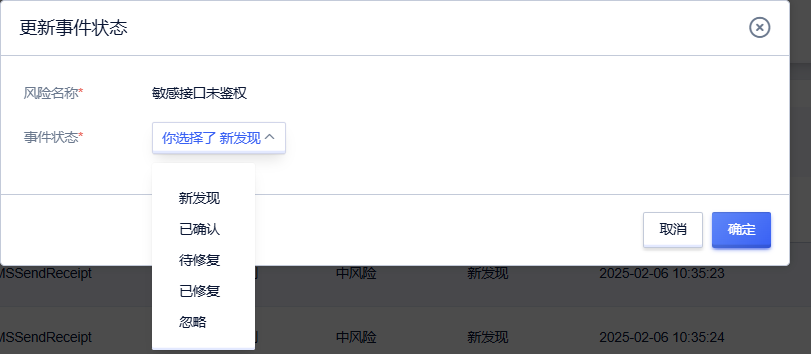 更新事件状态
风险名称* 敏感接口未鉴权
事件状态* 你选择了 新发现
新发现
已确认
待修复
已修复
忽略
取消 确定
MSSendReceipt 中风险 新发现 2025-02-06 10:35:23
MSSendReceipt 中风险 新发现 2025-02-06 10:35:24